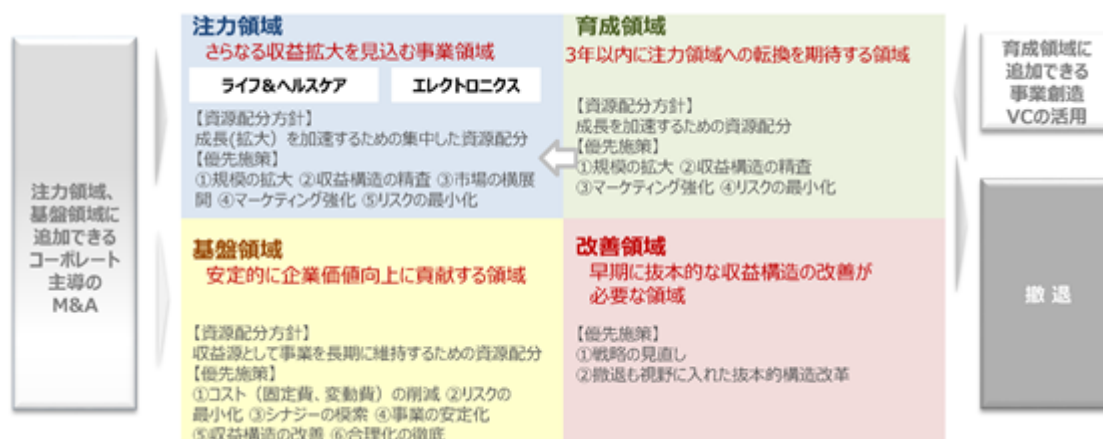 注力領域、
基盤領域に
追加できる
コーポレート
主導の
M&A
注力領域
さらなる収益拡大を見込む事業領域
ライフ&ヘルスケア
エレクトロニクス
【資源配分方針】
成長(拡大）を加速するための集中した資源配分
【優先施策】
①規模の拡大 ②収益構造の精査 ③市場の横展
開 ④マーケティング強化 ⑤リスクの最小化
育成領域
3年以内に注力領域への転換を期待する領域
【資源配分方針】
成長を加速するための資源配分
【優先施策】
①規模の拡大 ②収益構造の精査
③マーケティング強化 ④リスクの最小化
基盤領域
安定的に企業価値向上に貢献する領域
【資源配分方針】
収益源として事業を長期に維持するための資源配分
【優先施策】
①コスト（固定費、変動費）の削減 ②リスクの
最小化 ③シナジーの模索 ④事業の安定化
⑤収益構造の改善 ⑥合理化の徹底
改善領域
早期に抜本的な収益構造の改善が
必要な領域
【優先施策】
①戦略の見直し
②撤退も視野に入れた抜本的構造改革
育成領域に
追加できる
事業創造
VCの活用
撤 退